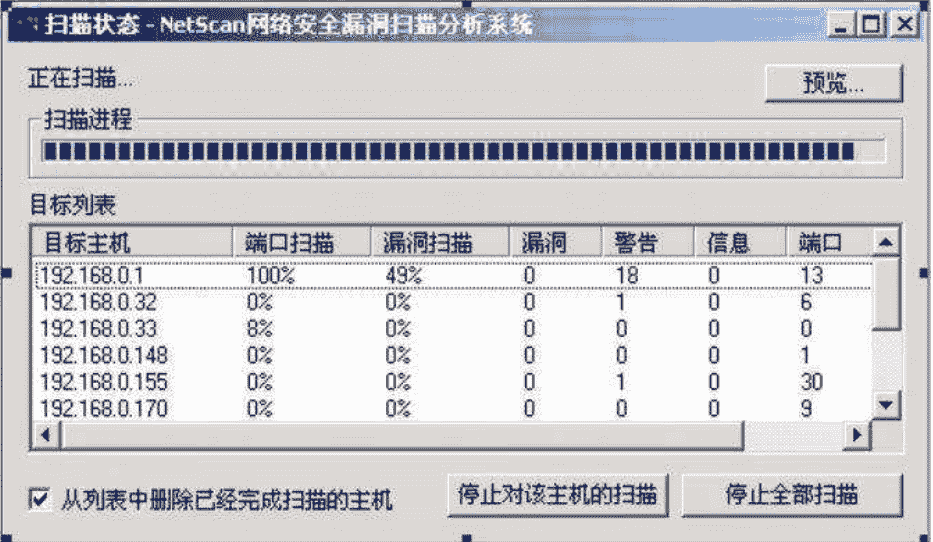 扫描状态 - NetScan网络安全漏洞扫描分析系统
正在扫描...
预览...
扫描进程
目标列表
目标主机 端口扫描 漏洞扫描 漏洞 警告 信息 端口
192.168.0.1 100% 49% 0 18 0 13
192.168.0.32 0% 0% 0 1 0 6
192.168.0.33 8% 0% 0 0 0 0
192.168.0.148 0% 0% 0 0 0 1
192.168.0.155 0% 0% 0 1 0 30
192.168.0.170 0% 0% 0 0 0 9
从列表中删除已经完成扫描的主机 停止对该主机的扫描 停止全部扫描